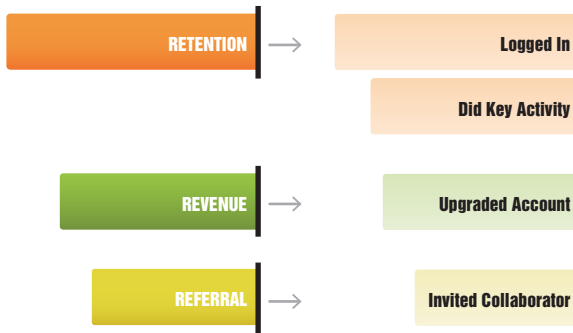 RETENTION
Logged In
Did Key Activity
REVENUE
Upgraded Account
REFERRAL
Invited Collaborator